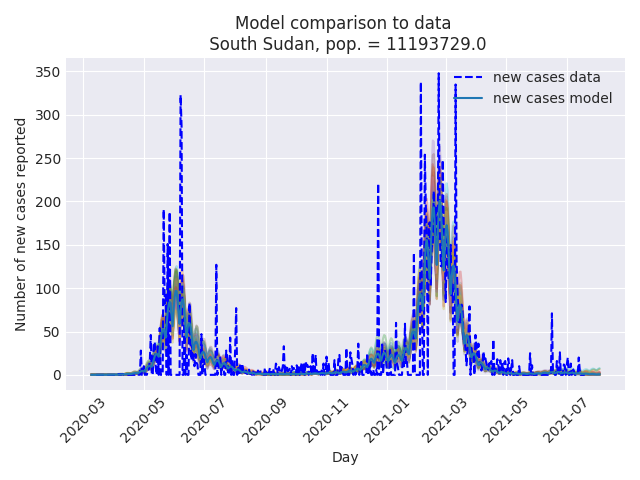 Model comparison to data
South Sudan, pop. = 11193729.0
new cases data
new cases model
Number of new cases reported
350
300
250
200
150
100
50
0
2020-03
2020-05
2020-07
2020-09
2020-11
2021-01
2021-03
2021-05
2021-07
Day